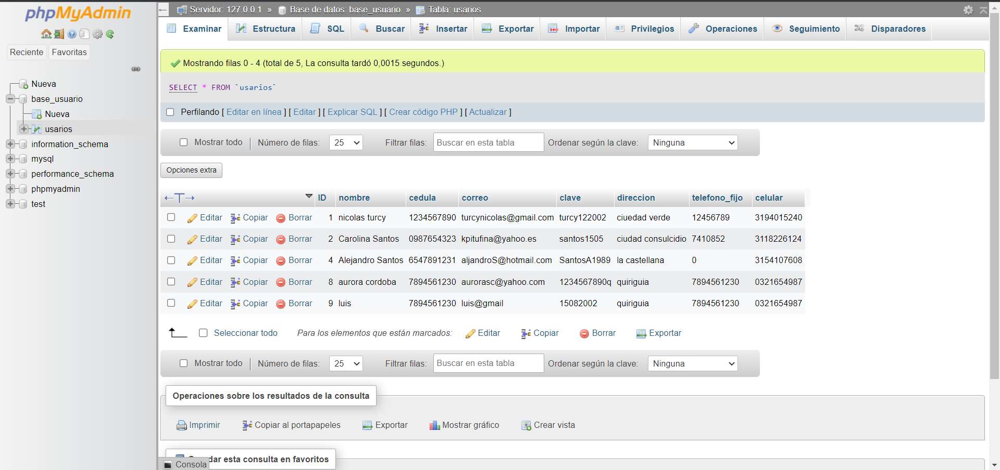 phpMyAdmin
Reciente Favoritas
Nueva
base_usuario
Nueva
usarios
information_schema
mysql
performance_schema
phpmyadmin
test
Servidor: 127.0.0.1 » Base de datos: base_usuario » Tabla: usarios
Examinar Estructura SQL Buscar Insertar Exportar Importar Privilegios Operaciones Seguimiento Disparadores
Mostrando filas 0 - 4 (total de 5, La consulta tardó 0,0015 segundos.)
SELECT * FROM `usarios`
Perfilando [ Editar en línea ] [ Editar ] [ Explicar SQL ] [ Crear código PHP ] [ Actualizar ]
Mostrar todo Número de filas: 25 Filtrar filas: Buscar en esta tabla Ordenar según la clave: Ninguna
Opciones extra
←T→ ID nombre cedula correo clave direccion telefono_fijo celular
Editar Copiar Borrar 1 nicolas turcy 1234567890 turcynicolas@gmail.com turcy122002 ciuedad verde 12456789 3194015240
Editar Copiar Borrar 2 Carolina Santos 0987654323 kpitufina@yahoo.es santos1505 ciudad consulcidio 7410852 3118226124
Editar Copiar Borrar 4 Alejandro Santos 6547891231 aljandroS@hotmail.com SantosA1989 la castellana 0 3154107608
Editar Copiar Borrar 8 aurora cordoba 7894561230 aurorasc@yahoo.com 1234567890q quiriguia 7894561230 0321654987
Editar Copiar Borrar 9 luis 7894561230 luis@gmail 15082002 quiriguia 7894561230 0321654987
Seleccionar todo Para los elementos que están marcados: Editar Copiar Borrar Exportar
Mostrar todo Número de filas: 25 Filtrar filas: Buscar en esta tabla Ordenar según la clave: Ninguna
Operaciones sobre los resultados de la consulta
Imprimir Copiar al portapapeles Exportar Mostrar gráfico Crear vista
dar esta consulta en favoritos
Consola